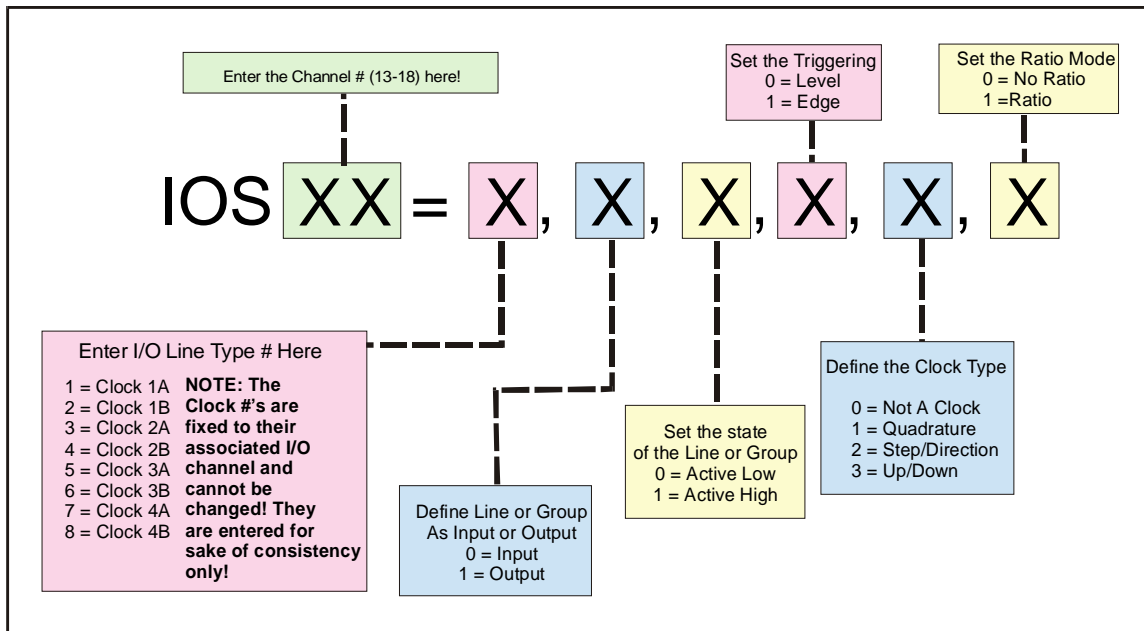 Enter the Channel # (13-18) here!
Set the Triggering
0 = Level
1 = Edge
Set the Ratio Mode
0 = No Ratio
1 =Ratio
IOS XX = X, X, X, X, X, X
Enter I/O Line Type # Here
1 = Clock 1A NOTE: The
2 = Clock 1B Clock #'s are
3 = Clock 2A fixed to their
4 = Clock 2B associated I/O
5 = Clock 3A channel and
6 = Clock 3B cannot be
7 = Clock 4A changed! They
8 = Clock 4B are entered for
sake of consistency
only!
Define Line or Group
As Input or Output
0 = Input
1 = Output
Set the state
of the Line or Group
0 = Active Low
1 = Active High
Define the Clock Type
0 = Not A Clock
1 = Quadrature
2 = Step/Direction
3 = Up/Down